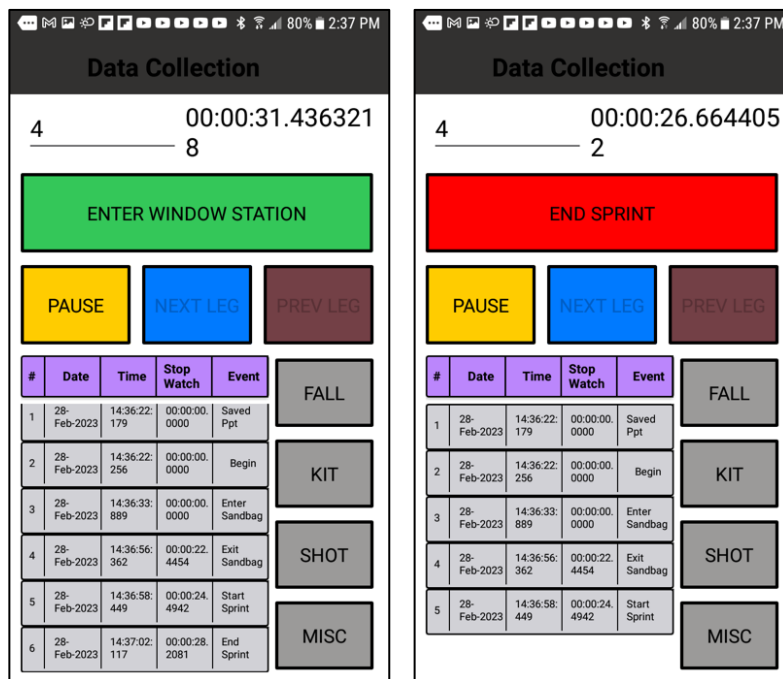 80% 2:37 PM
Data Collection
4
00:00:31.436321
8
ENTER WINDOW STATION
PAUSE
NEXT LEG
PREV LEG
# Date Time Stop Watch Event
1 28-Feb-2023 14:36:22:179 00:00:00.0000 Saved Ppt
2 28-Feb-2023 14:36:22:256 00:00:00.0000 Begin
3 28-Feb-2023 14:36:33:889 00:00:00.0000 Enter Sandbag
4 28-Feb-2023 14:36:56:362 00:00:22.4454 Exit Sandbag
5 28-Feb-2023 14:36:58:449 00:00:24.4942 Start Sprint
6 28-Feb-2023 14:37:02:117 00:00:28.2081 End Sprint
FALL
KIT
SHOT
MISC
80% 2:37 PM
Data Collection
4
00:00:26.664405
2
END SPRINT
PAUSE
NEXT LEG
PREV LEG
# Date Time Stop Watch Event
1 28-Feb-2023 14:36:22:179 00:00:00.0000 Saved Ppt
2 28-Feb-2023 14:36:22:256 00:00:00.0000 Begin
3 28-Feb-2023 14:36:33:889 00:00:00.0000 Enter Sandbag
4 28-Feb-2023 14:36:56:362 00:00:22.4454 Exit Sandbag
5 28-Feb-2023 14:36:58:449 00:00:24.4942 Start Sprint
FALL
KIT
SHOT
MISC